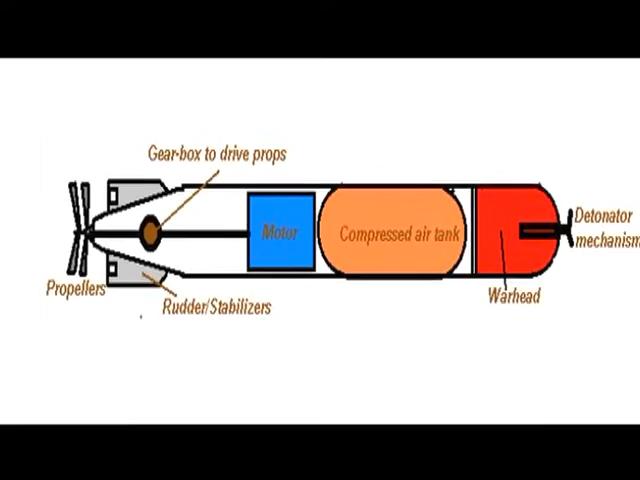 Gear-box to drive props
Detonator
mechanism
Motor
Compressed air tank
Propellers
Warhead
Rudder/Stabilizers